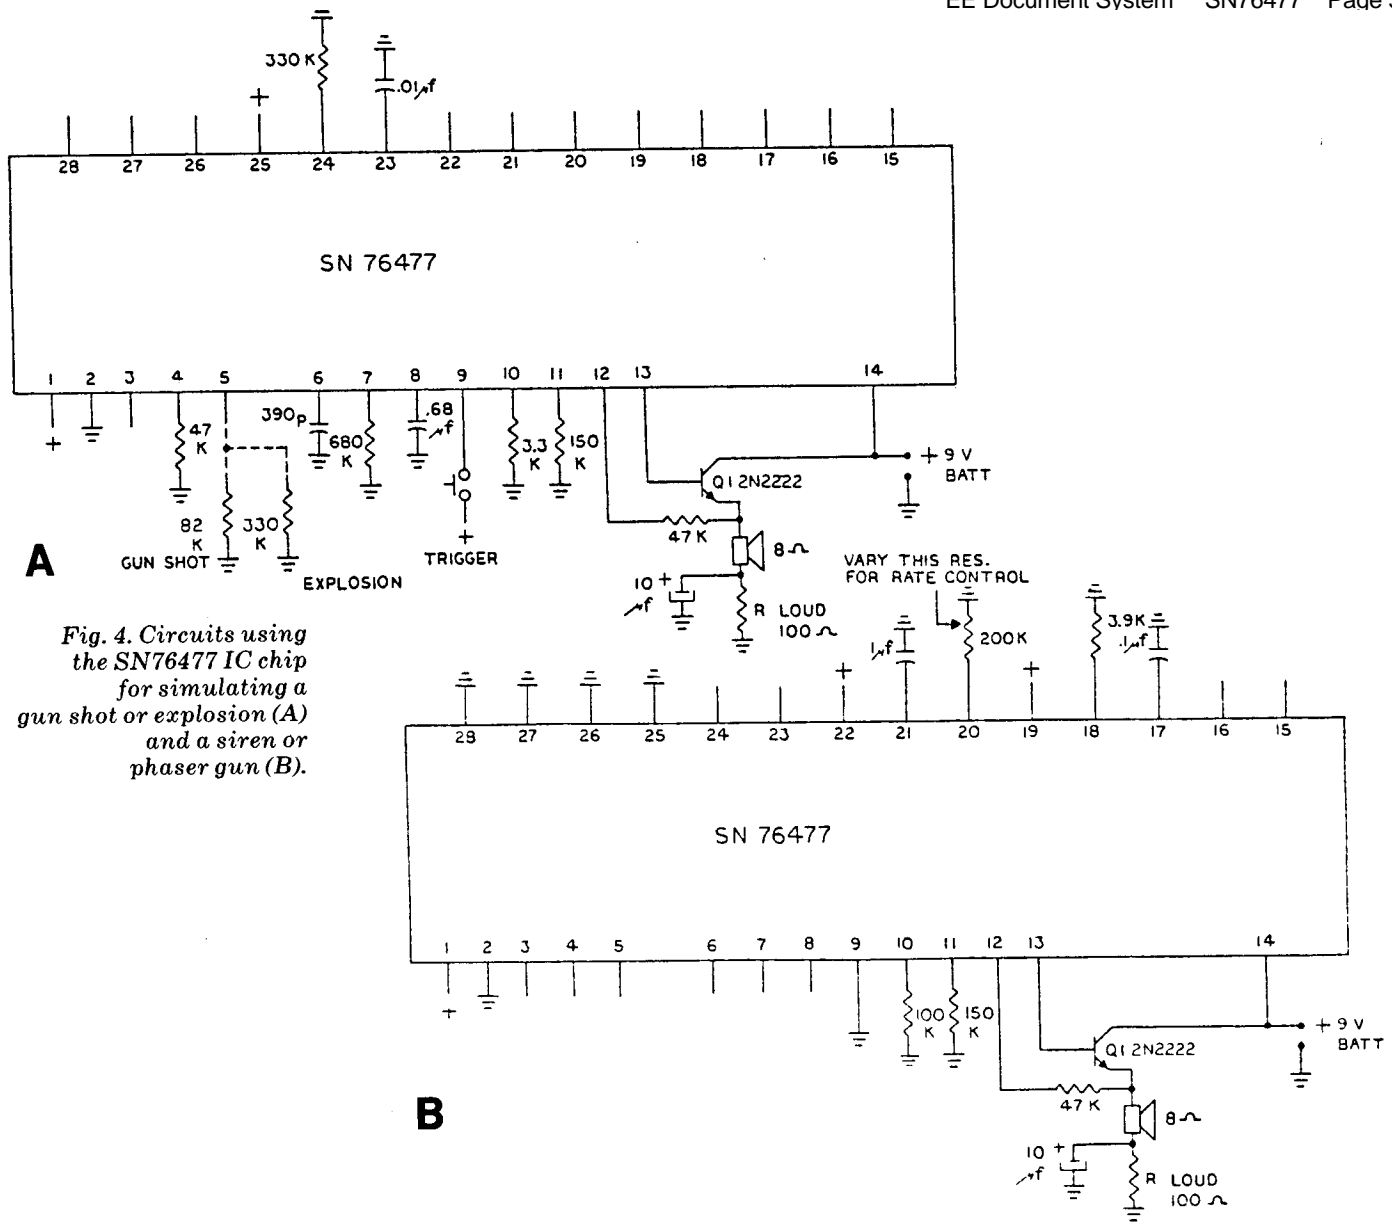 EE Document System SN76477 Page
330 K
.01µf
+
28 27 26 25 24 23 22 21 20 19 18 17 16 15
SN 76477
1 2 3 4 5 6 7 8 9 10 11 12 13 14
+
47 K
390p
680 K
.68 µf
3.3 K
150 K
+ 9 V BATT
Q1 2N2222
82 K
330 K
+
47 K
8 Ω
GUN SHOT
EXPLOSION
TRIGGER
10 + µf
R LOUD
100 Ω
A
Fig. 4. Circuits using
the SN76477 IC chip
for simulating a
gun shot or explosion (A)
and a siren or
phaser gun (B).
VARY THIS RES.
FOR RATE CONTROL
+
1µf
200K
+
3.9K
.1µf
28 27 26 25 24 23 22 21 20 19 18 17 16 15
SN 76477
1 2 3 4 5 6 7 8 9 10 11 12 13 14
+
100 K
150 K
+ 9 V
BATT
Q1 2N2222
47 K
8 Ω
10 + µf
R LOUD
100 Ω
B